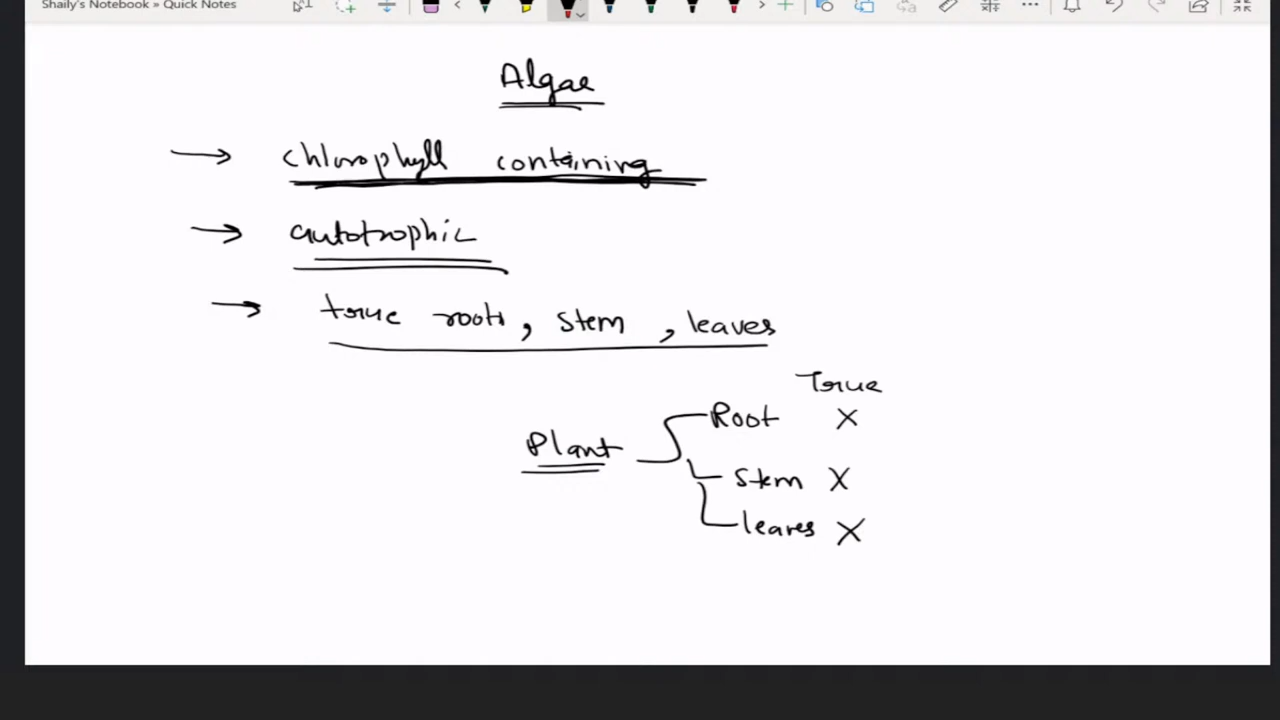 Shaily's Notebook » Quick Notes
Algae
→ chlorophyll containing
→ autotrophic
→ true roots, stem, leaves
True
Plant Root X
Stem X
leaves X